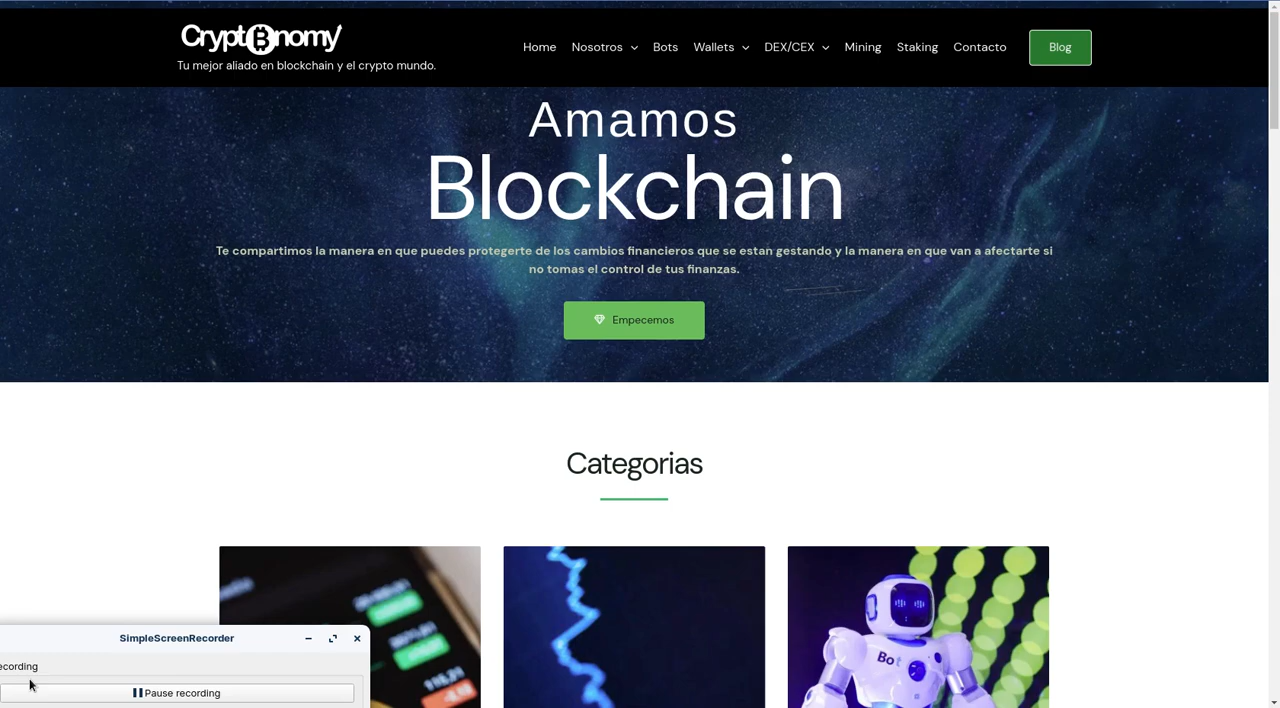 Crypt₿nomy
Tu mejor aliado en blockchain y el crypto mundo.
Home Nosotros Bots Wallets DEX/CEX Mining Staking Contacto Blog
Amamos
Blockchain
Te compartimos la manera en que puedes protegerte de los cambios financieros que se estan gestando y la manera en que van a afectarte si
no tomas el control de tus finanzas.
Empecemos
Categorias
Bot
SimpleScreenRecorder
ecording
Pause recording